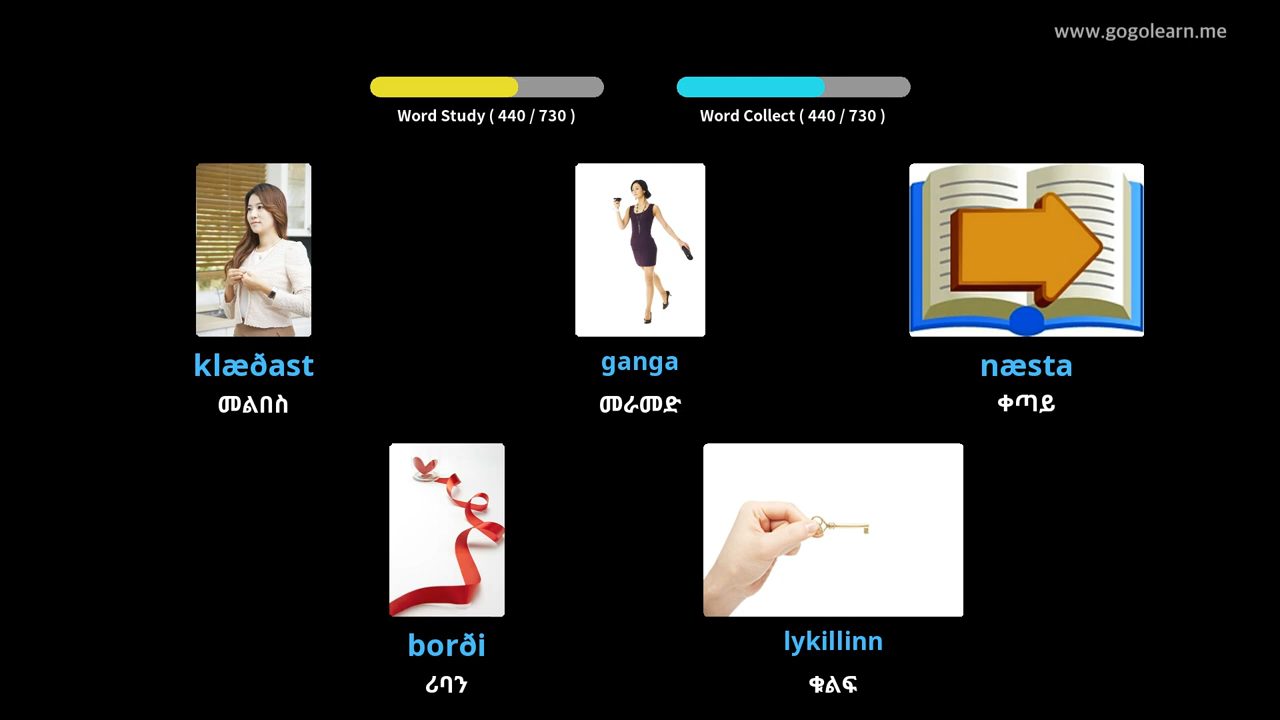 www.gogolearn.me
Word Study ( 440 / 730 )
Word Collect ( 440 / 730 )
klæðast
መልበስ
ganga
መራመድ
næsta
ቀጣይ
borði
ሪባን
lykillinn
ቁልፍ